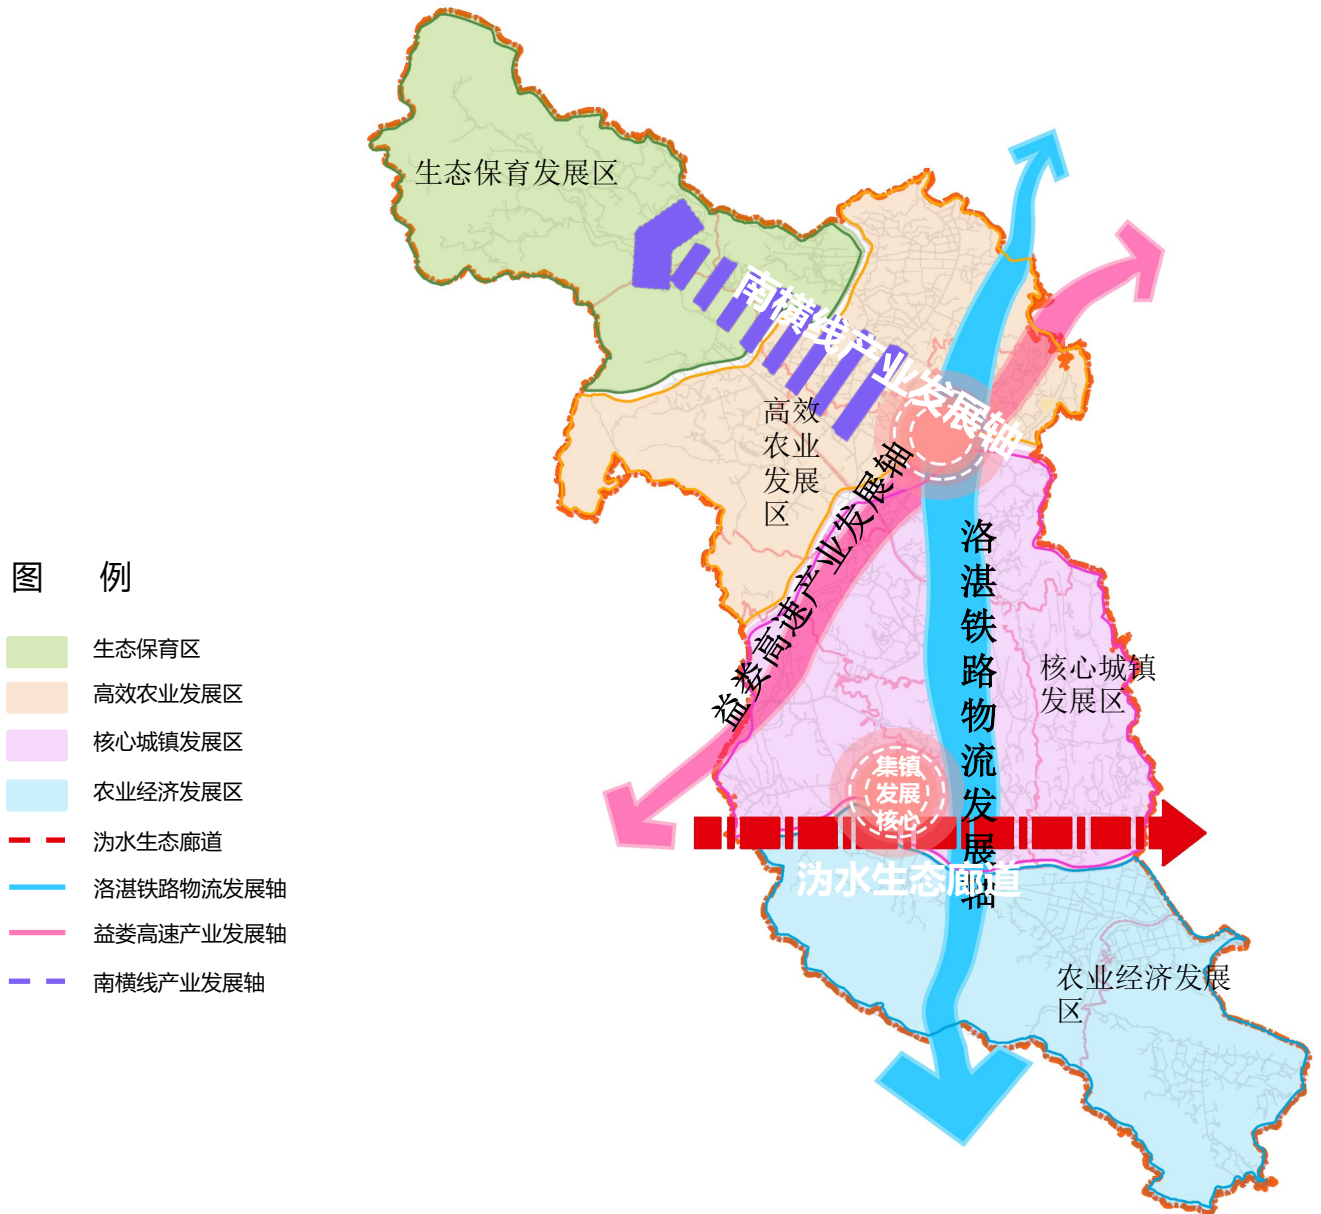 生态保育发展区
南横线产业发展轴
高效
农业
发展
区
益娄高速产业发展轴
洛湛铁路物流发展轴
核心城镇
发展区
集镇
发展
核心
沩水生态廊道
农业经济发展
区
图 例
生态保育区
高效农业发展区
核心城镇发展区
农业经济发展区
沩水生态廊道
洛湛铁路物流发展轴
益娄高速产业发展轴
南横线产业发展轴